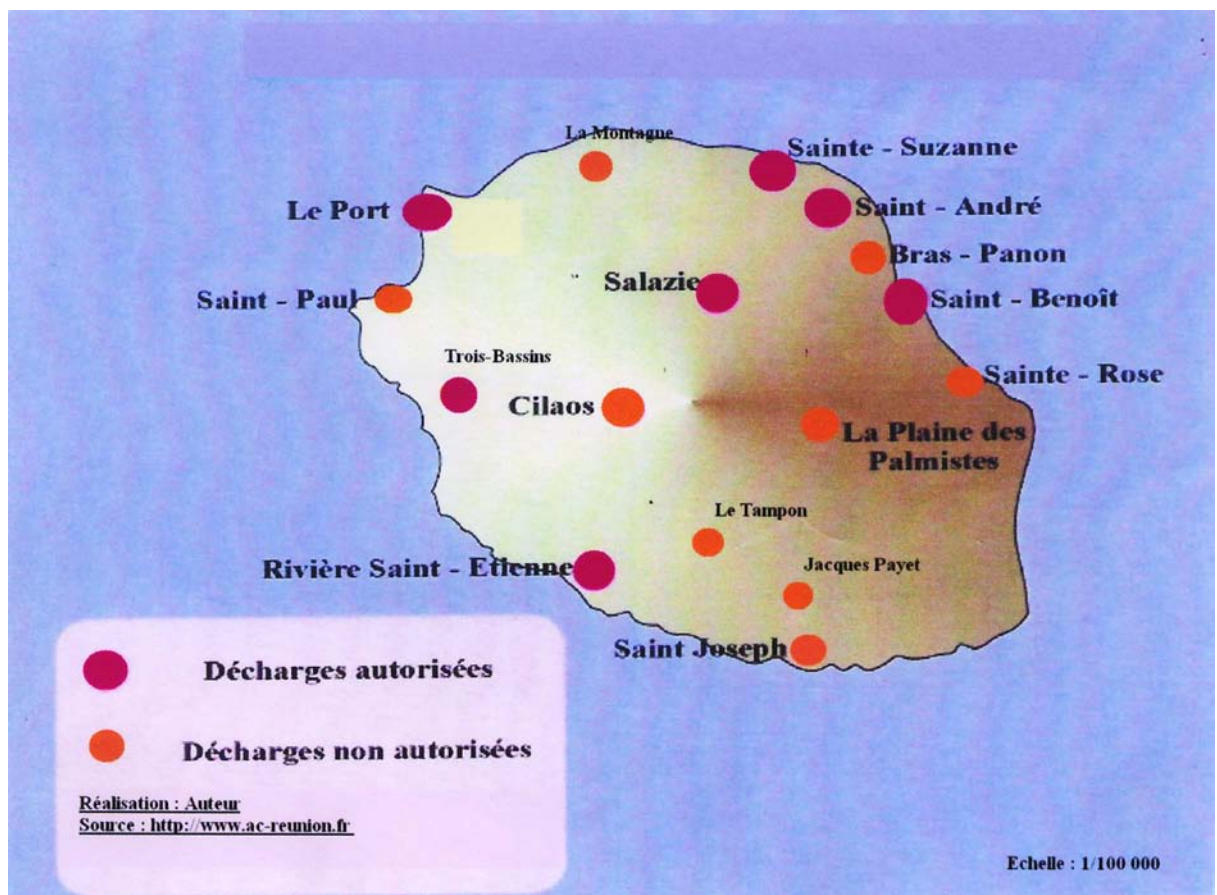 La Montagne
Sainte - Suzanne
Le Port
Saint - André
Bras - Panon
Salazie
Saint - Paul
Saint - Benoît
Trois-Bassins
Sainte - Rose
Cilaos
La Plaine des
Palmistes
Le Tampon
Rivière Saint - Etienne
Jacques Payet
Saint Joseph
Décharges autorisées
Décharges non autorisées
Réalisation : Auteur
Source : http://www.ac-reunion.fr
Echelle : 1/100 000